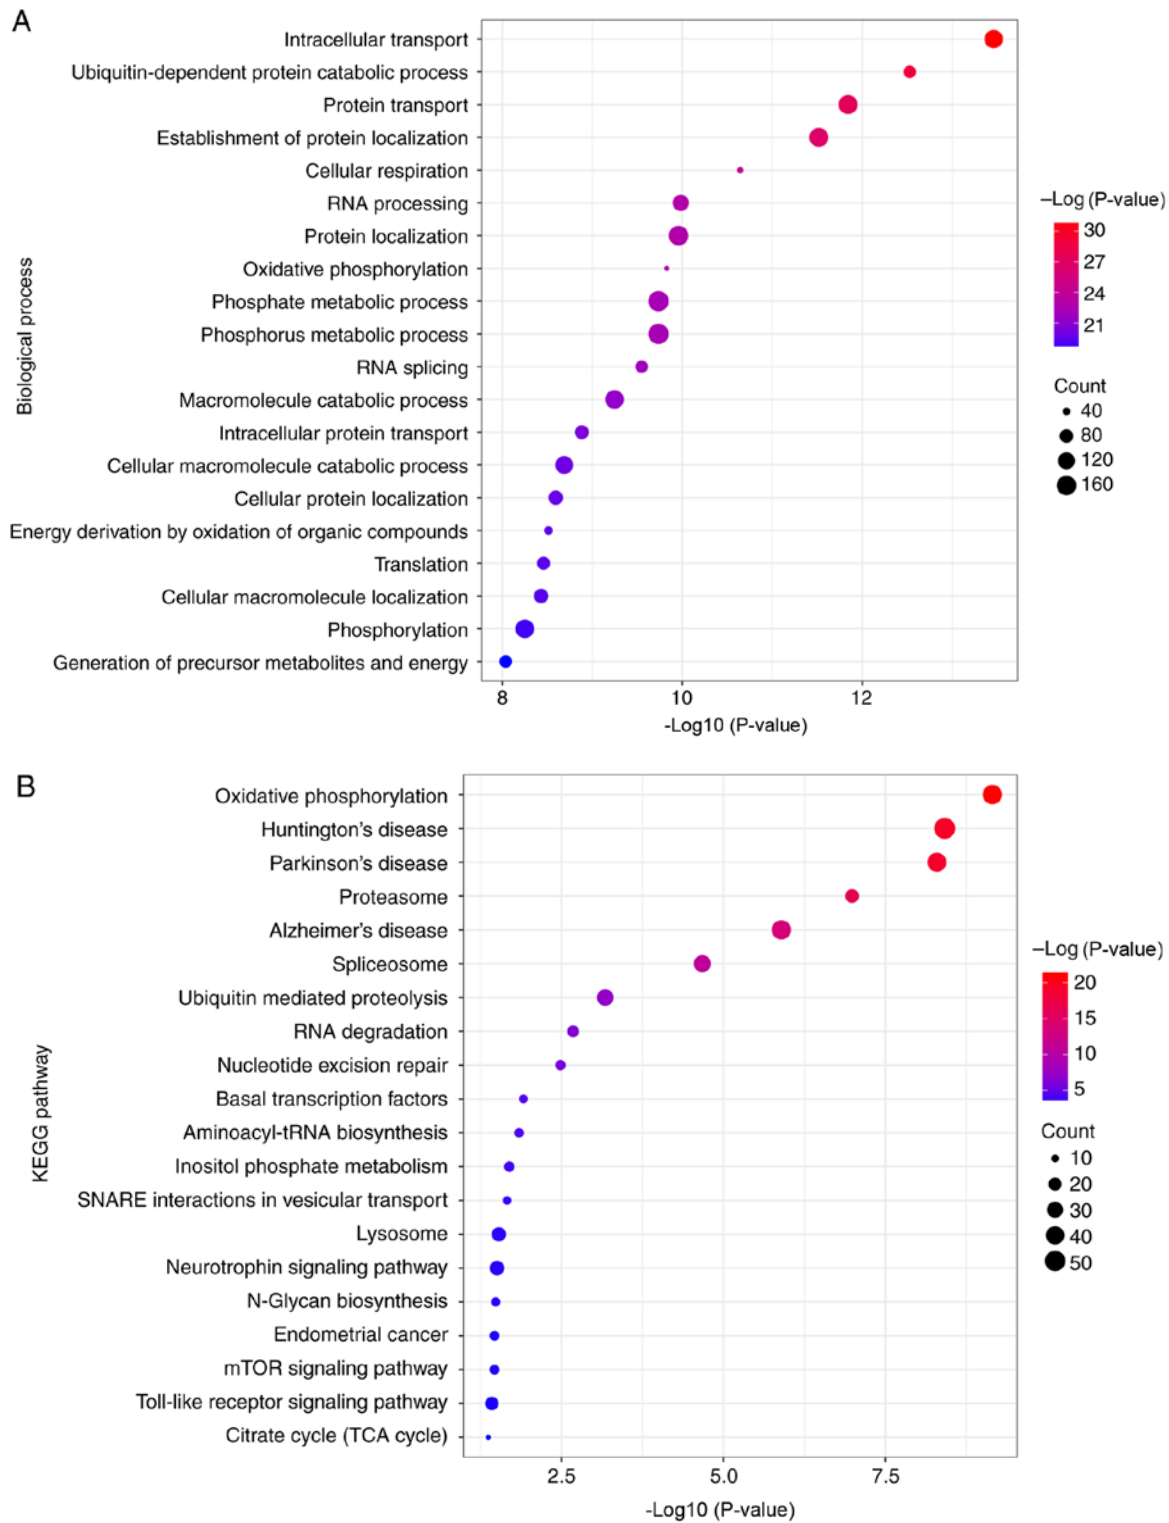 A
Biological process
Intracellular transport
Ubiquitin-dependent protein catabolic process
Protein transport
Establishment of protein localization
Cellular respiration
RNA processing
Protein localization
Oxidative phosphorylation
Phosphate metabolic process
Phosphorus metabolic process
RNA splicing
Macromolecule catabolic process
Intracellular protein transport
Cellular macromolecule catabolic process
Cellular protein localization
Energy derivation by oxidation of organic compounds
Translation
Cellular macromolecule localization
Phosphorylation
Generation of precursor metabolites and energy
8 10 12
-Log10 (P-value)
–Log (P-value)
30
27
24
21
Count
40
80
120
160
B
KEGG pathway
Oxidative phosphorylation
Huntington’s disease
Parkinson’s disease
Proteasome
Alzheimer’s disease
Spliceosome
Ubiquitin mediated proteolysis
RNA degradation
Nucleotide excision repair
Basal transcription factors
Aminoacyl-tRNA biosynthesis
Inositol phosphate metabolism
SNARE interactions in vesicular transport
Lysosome
Neurotrophin signaling pathway
N-Glycan biosynthesis
Endometrial cancer
mTOR signaling pathway
Toll-like receptor signaling pathway
Citrate cycle (TCA cycle)
2.5 5.0 7.5
-Log10 (P-value)
–Log (P-value)
20
15
10
5
Count
10
20
30
40
50